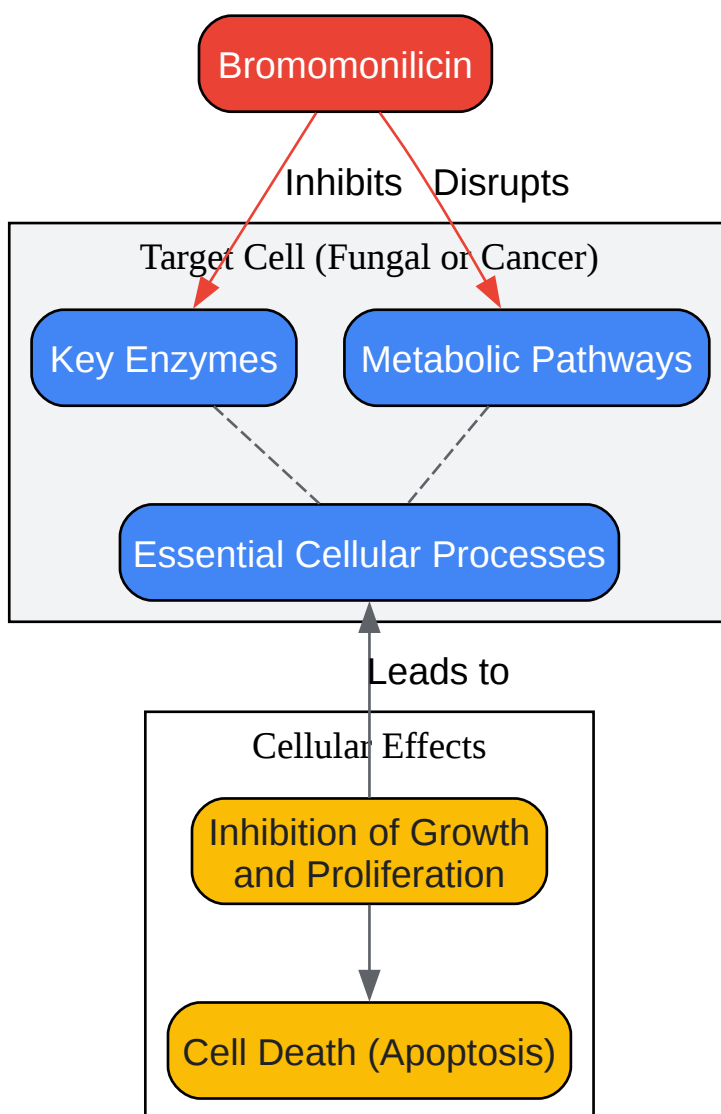 Bromomonilicin
Inhibits
Disrupts
Target Cell (Fungal or Cancer)
Key Enzymes
Metabolic Pathways
Essential Cellular Processes
Leads to
Cellular Effects
Inhibition of Growth
and Proliferation
Cell Death (Apoptosis)